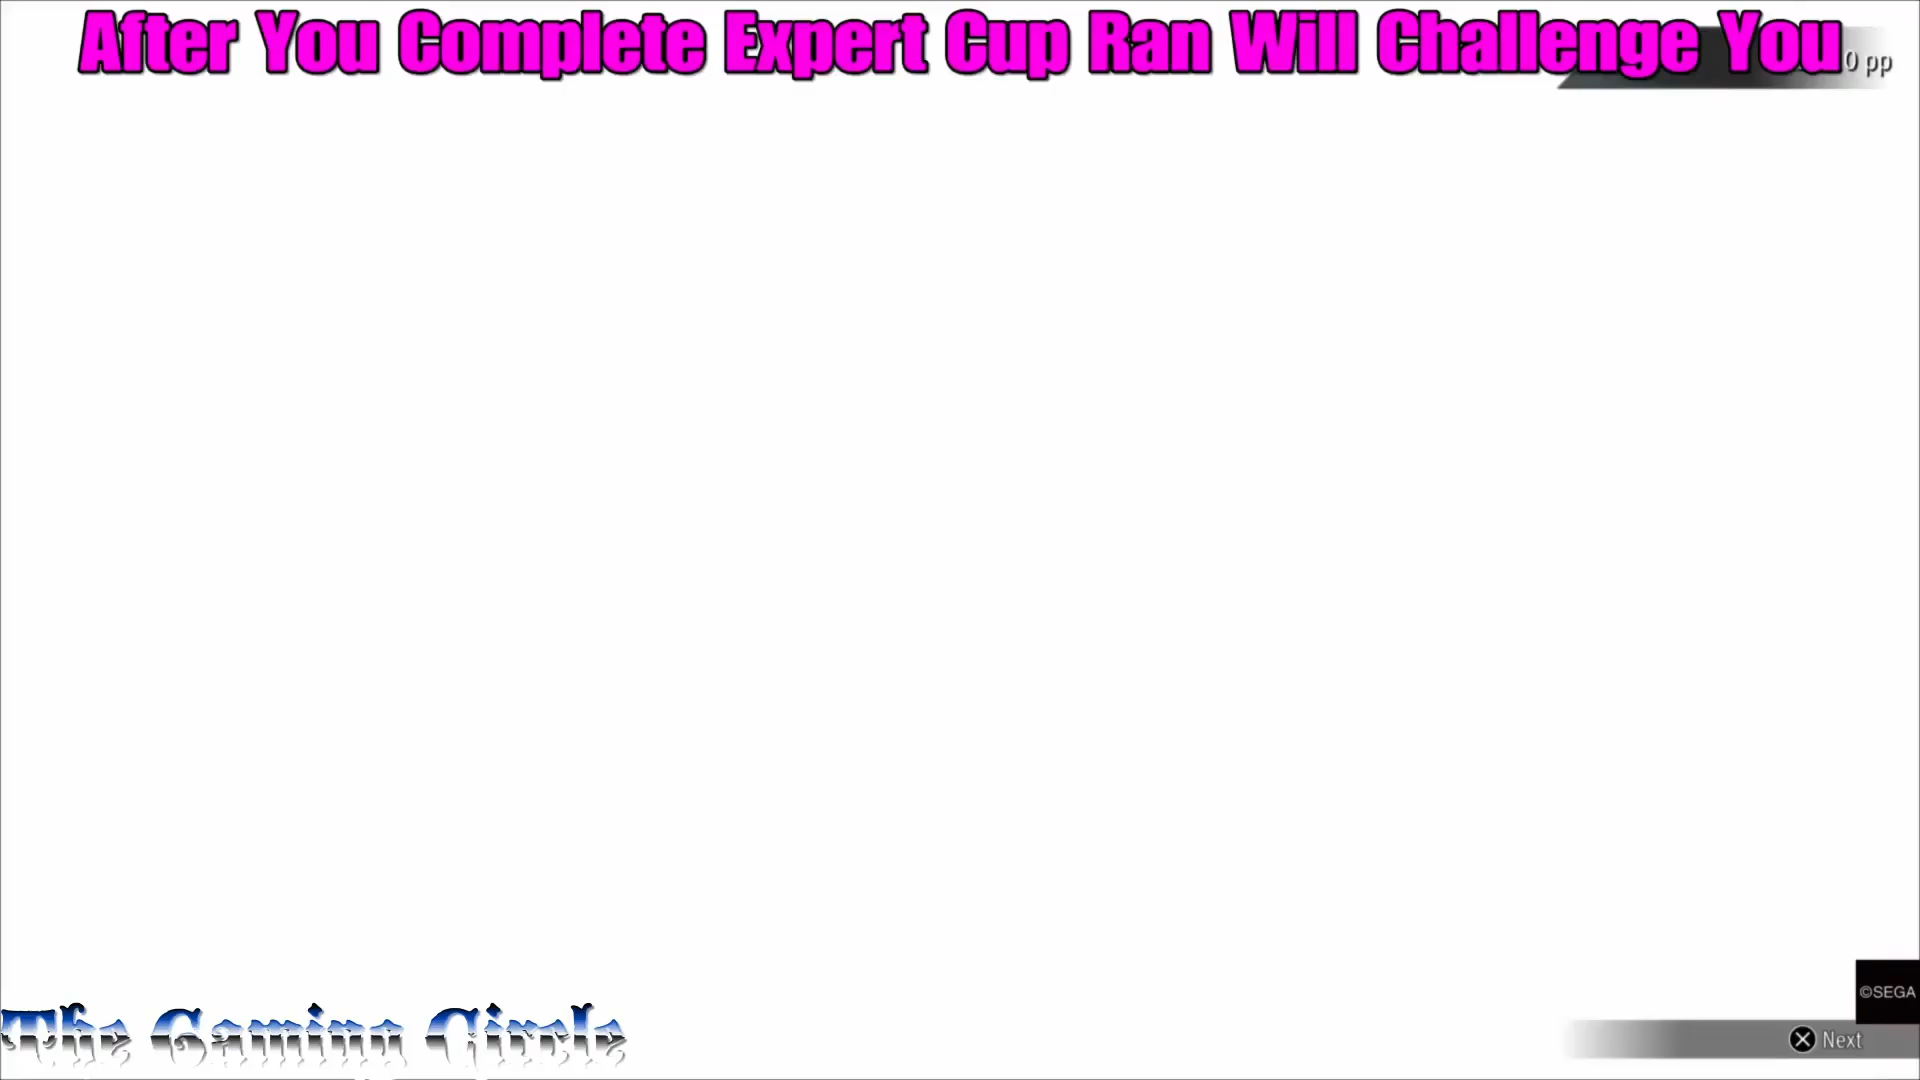 After You Complete Expert Cup Ran Will Challenge You
0 pp
©SEGA
The Gaming Circle
Next